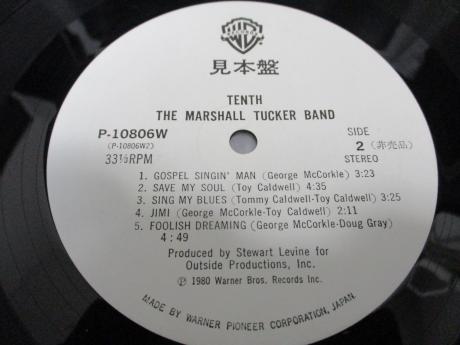 WB
見本盤
TENTH
THE MARSHALL TUCKER BAND
P-10806W
(P-10806W2)
33⅓RPM
SIDE
2 (非売品)
STEREO
1. GOSPEL SINGIN' MAN (George McCorkle) 3:23
2. SAVE MY SOUL (Toy Caldwell) 4:35
3. SING MY BLUES (Tommy Caldwell-Toy Caldwell) 3:25
4. JIMI (George McCorkle-Toy Caldwell) 2:11
5. FOOLISH DREAMING (George McCorkle-Doug Gray)
4:49
Produced by Stewart Levine for
Outside Productions, Inc.
℗ 1980 Warner Bros. Records Inc.
MADE BY WARNER PIONEER CORPORATION, JAPAN.